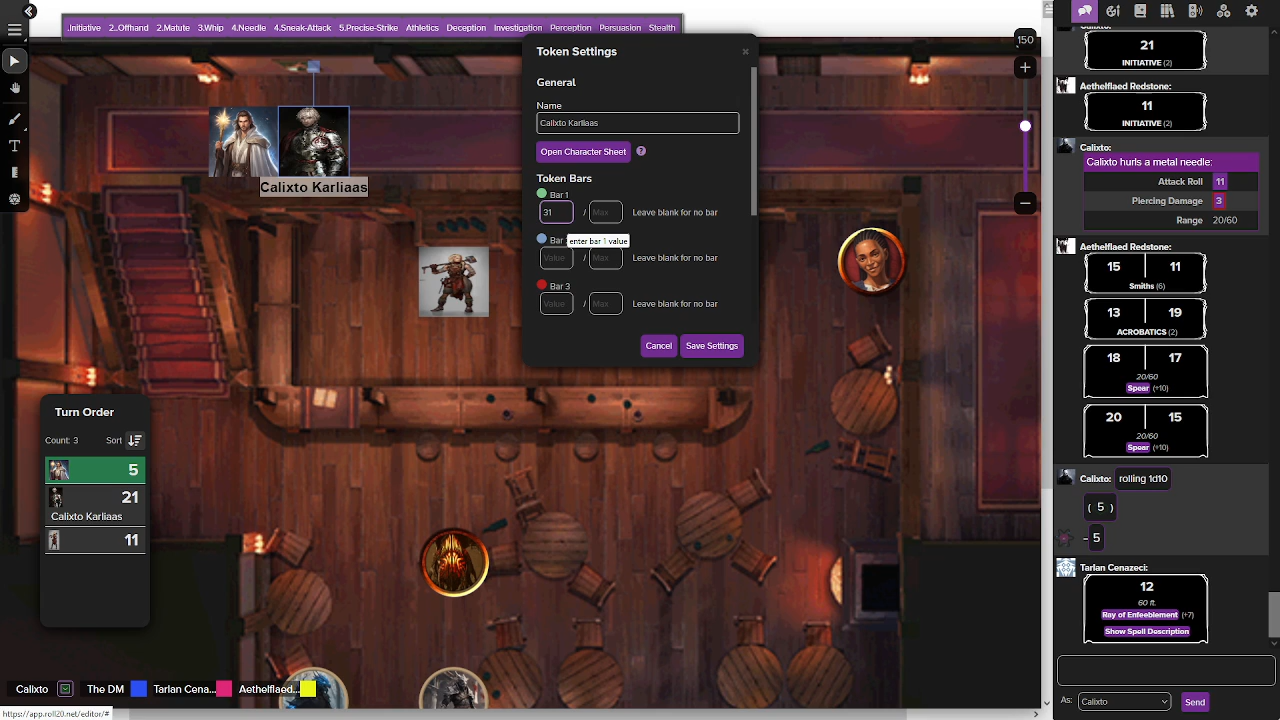 .Initiative 2..Offhand 2.Matute 3.Whip 4.Needle 4.Sneak-Attack 5.Precise-Strike Athletics Deception Investigation Perception Persuasion Stealth
Token Settings
General
Name
Calixto Karliaas
Open Character Sheet ?
Token Bars
Bar 1
31 / Max Leave blank for no bar
Bar
enter bar 1 value
Value / Max Leave blank for no bar
Bar 3
Value / Max Leave blank for no bar
Cancel Save Settings
150
Calixto Karliaas
Turn Order
Count: 3 Sort
5
21
Calixto Karliaas
11
Calixto The DM Tarlan Cena... Aethelflaed...
https://app.roll20.net/editor/#
21
INITIATIVE (2)
Aethelflaed Redstone:
11
INITIATIVE (2)
Calixto:
Calixto hurls a metal needle:
Attack Roll 11
Piercing Damage 3
Range 20/60
Aethelflaed Redstone:
15 11
Smiths (6)
13 19
ACROBATICS (2)
18 17
20/60
Spear (+10)
20 15
20/60
Spear (+10)
Calixto: rolling 1d10
( 5 )
=5
Tarlan Cenazeci:
12
60 ft.
Ray of Enfeeblement (+7)
Show Spell Description
As: Calixto Send